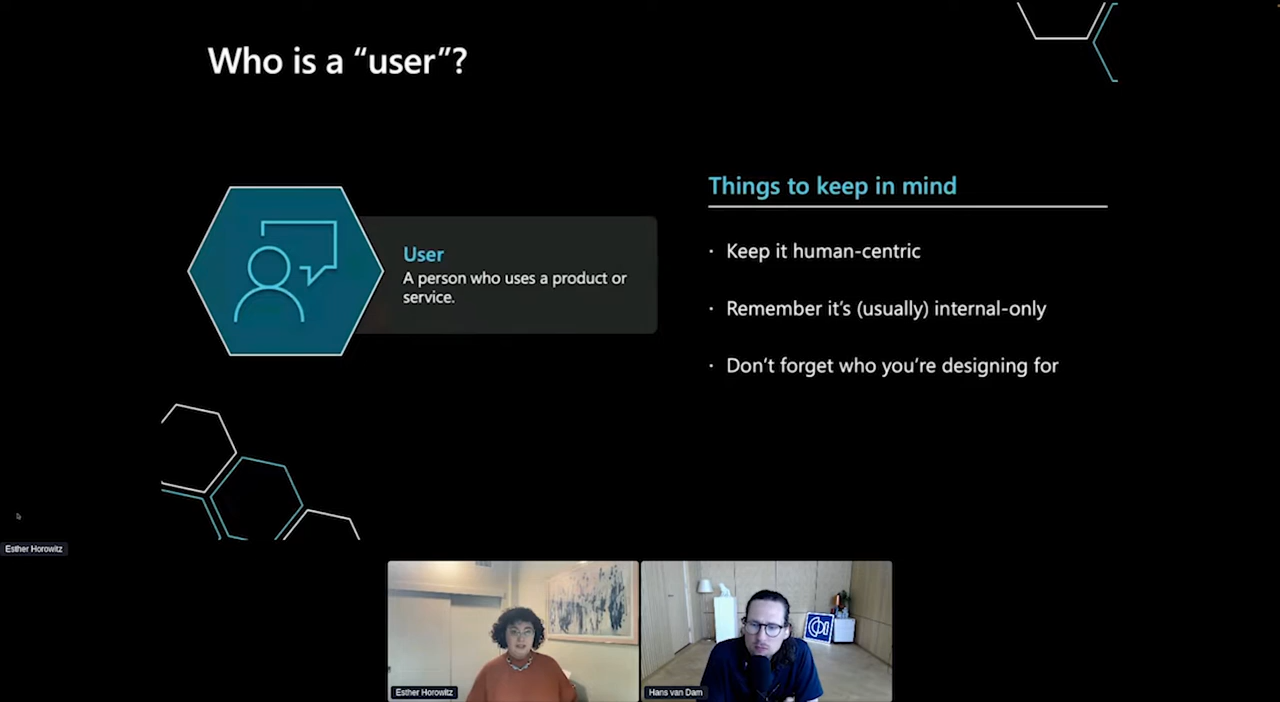 Who is a “user”?
Things to keep in mind
User
A person who uses a product or
service.
· Keep it human-centric
· Remember it’s (usually) internal-only
· Don’t forget who you’re designing for
Esther Horowitz
Esther Horowitz
Hans van Dam
CDI